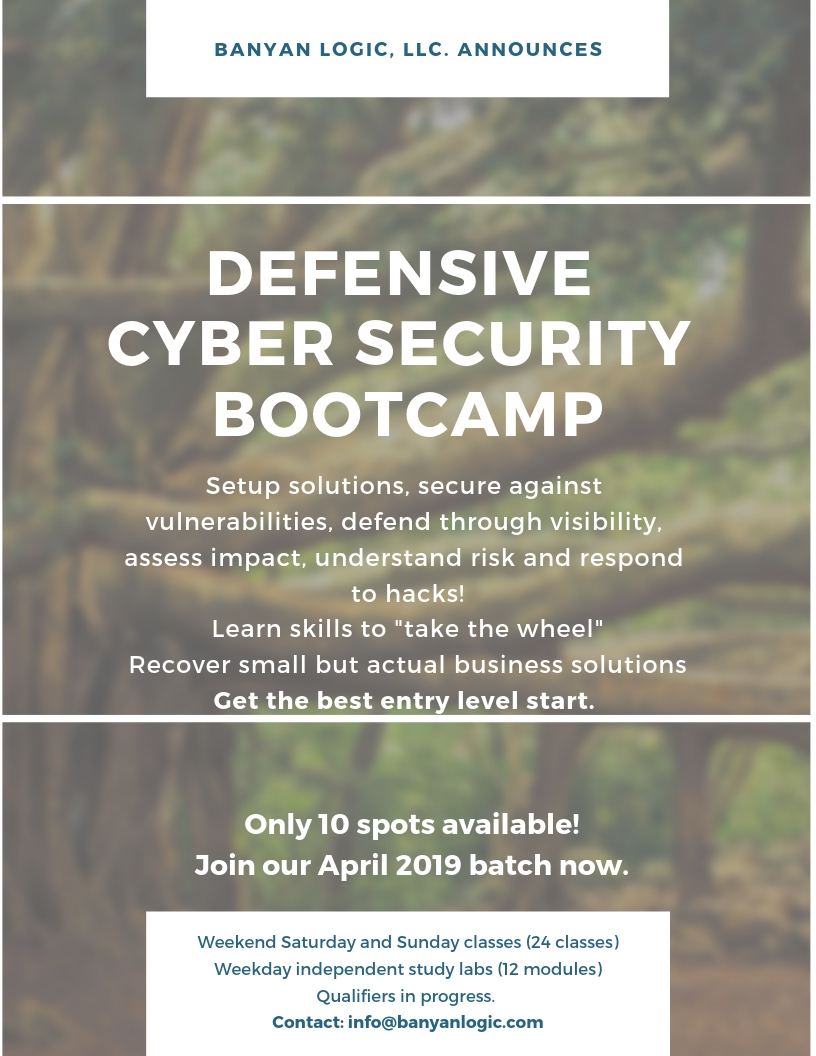 BANYAN LOGIC, LLC. ANNOUNCES
DEFENSIVE
CYBER SECURITY
BOOTCAMP
Setup solutions, secure against
vulnerabilities, defend through visibility,
assess impact, understand risk and respond
to hacks!
Learn skills to "take the wheel"
Recover small but actual business solutions
Get the best entry level start.
Only 10 spots available!
Join our April 2019 batch now.
Weekend Saturday and Sunday classes (24 classes)
Weekday independent study labs (12 modules)
Qualifiers in progress.
Contact: info@banyanlogic.com